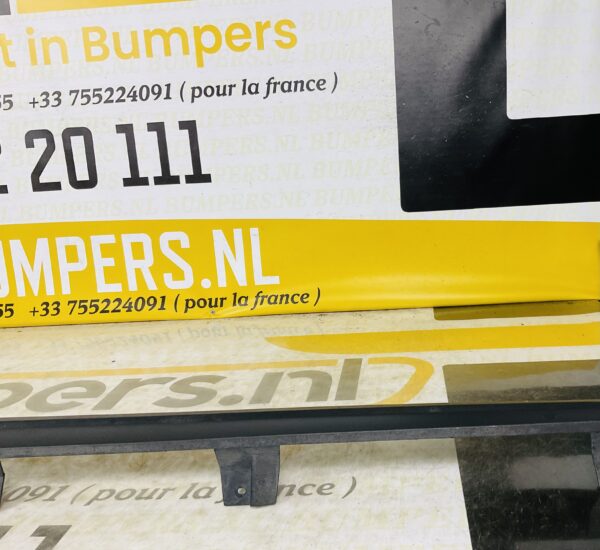 t in Bumpers
55 +33 755224091 ( pour la france )
20 111
UMPERS.NL
55 +33 755224091 ( pour la france )
pers.nl
091 ( pour la france )